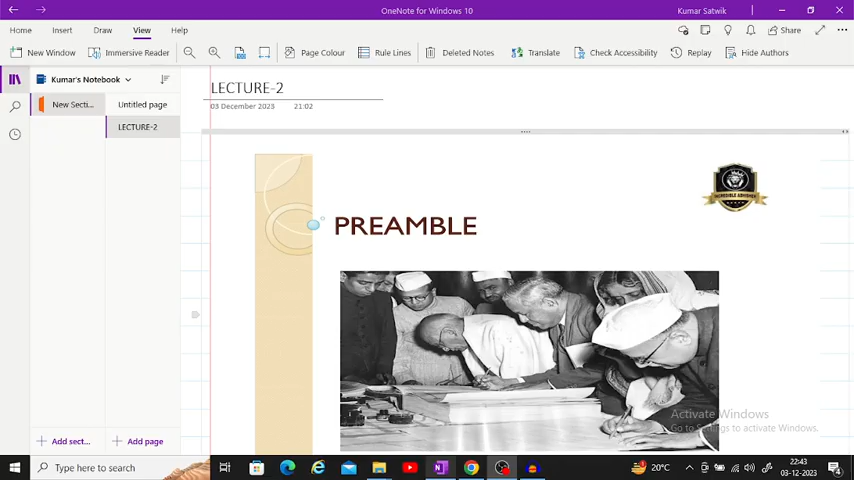 OneNote for Windows 10
Kumar Satwik
Home Insert Draw View Help
Share
New Window Immersive Reader Page Colour Rule Lines Deleted Notes Translate Check Accessibility Replay Hide Authors
Kumar's Notebook
New Secti... Untitled page
LECTURE-2
LECTURE-2
03 December 2023 21:02
PREAMBLE
Activate Windows
Go to Settings to activate Windows.
Add sect... Add page
Type here to search
20°C
22:43
03-12-2023
4